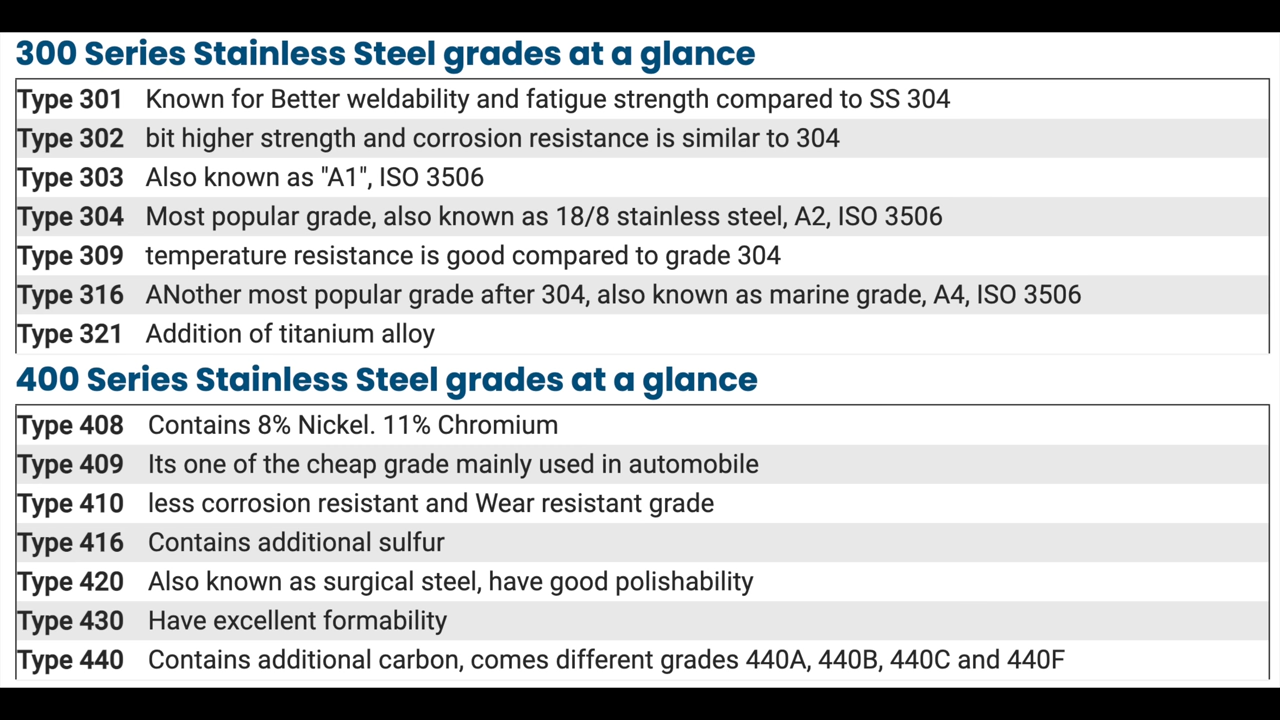 300 Series Stainless Steel grades at a glance
Type 301 Known for Better weldability and fatigue strength compared to SS 304
Type 302 bit higher strength and corrosion resistance is similar to 304
Type 303 Also known as "A1", ISO 3506
Type 304 Most popular grade, also known as 18/8 stainless steel, A2, ISO 3506
Type 309 temperature resistance is good compared to grade 304
Type 316 ANother most popular grade after 304, also known as marine grade, A4, ISO 3506
Type 321 Addition of titanium alloy
400 Series Stainless Steel grades at a glance
Type 408 Contains 8% Nickel. 11% Chromium
Type 409 Its one of the cheap grade mainly used in automobile
Type 410 less corrosion resistant and Wear resistant grade
Type 416 Contains additional sulfur
Type 420 Also known as surgical steel, have good polishability
Type 430 Have excellent formability
Type 440 Contains additional carbon, comes different grades 440A, 440B, 440C and 440F